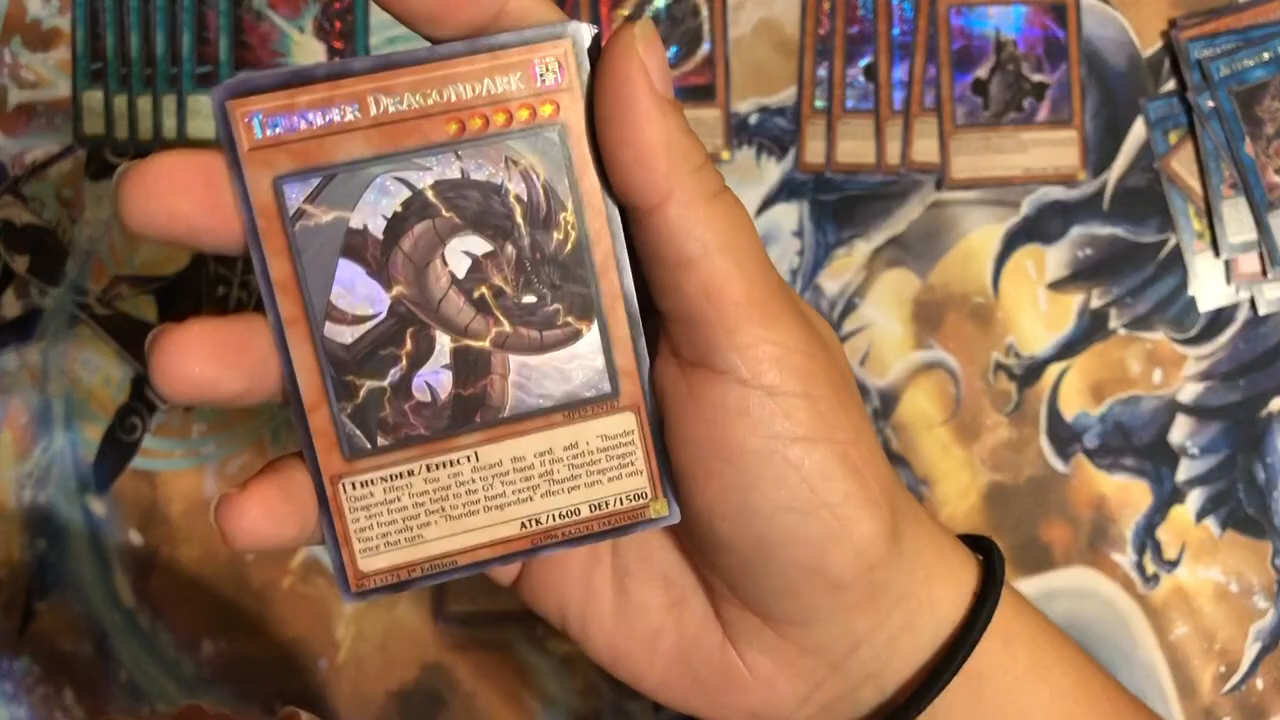 THUNDER DRAGONDARK
闇
MP19-EN167
[THUNDER/EFFECT]
(Quick Effect): You can discard this card; add 1 "Thunder
Dragondark" from your Deck to your hand. If this card is banished,
or sent from the field to the GY: You can add 1 "Thunder Dragon"
card from your Deck to your hand, except "Thunder Dragondark".
You can only use 1 "Thunder Dragondark" effect per turn, and only
once that turn.
ATK/1600 DEF/1500
1st Edition
©1996 KAZUKI TAKAHASHI